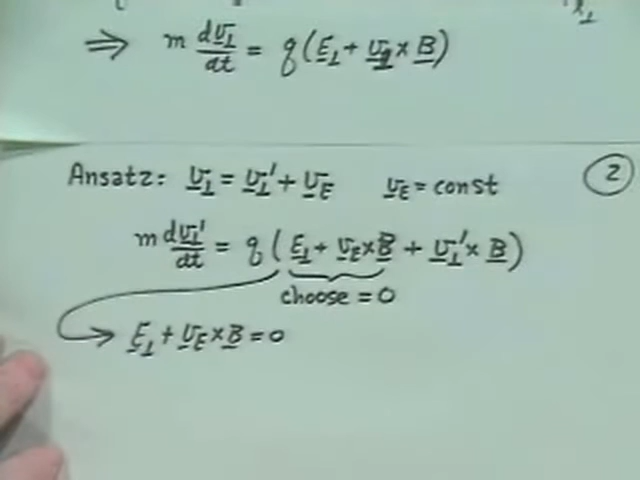 ⇒ m dv⊥/dt = q(E⊥ + v⊥ × B)
Ansatz: v⊥ = v⊥' + vE vE = const ②
m dv⊥'/dt = q(E⊥ + vE × B + v⊥' × B)
choose = 0
E⊥ + vE × B = 0